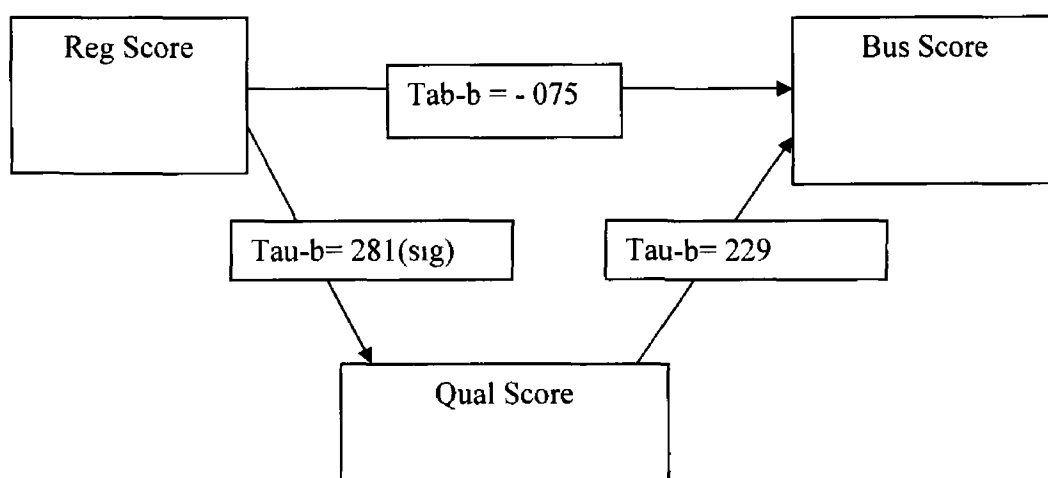 Reg Score
Bus Score
Tab-b = - 075
Tau-b= 281(sıg)
Tau-b= 229
Qual Score